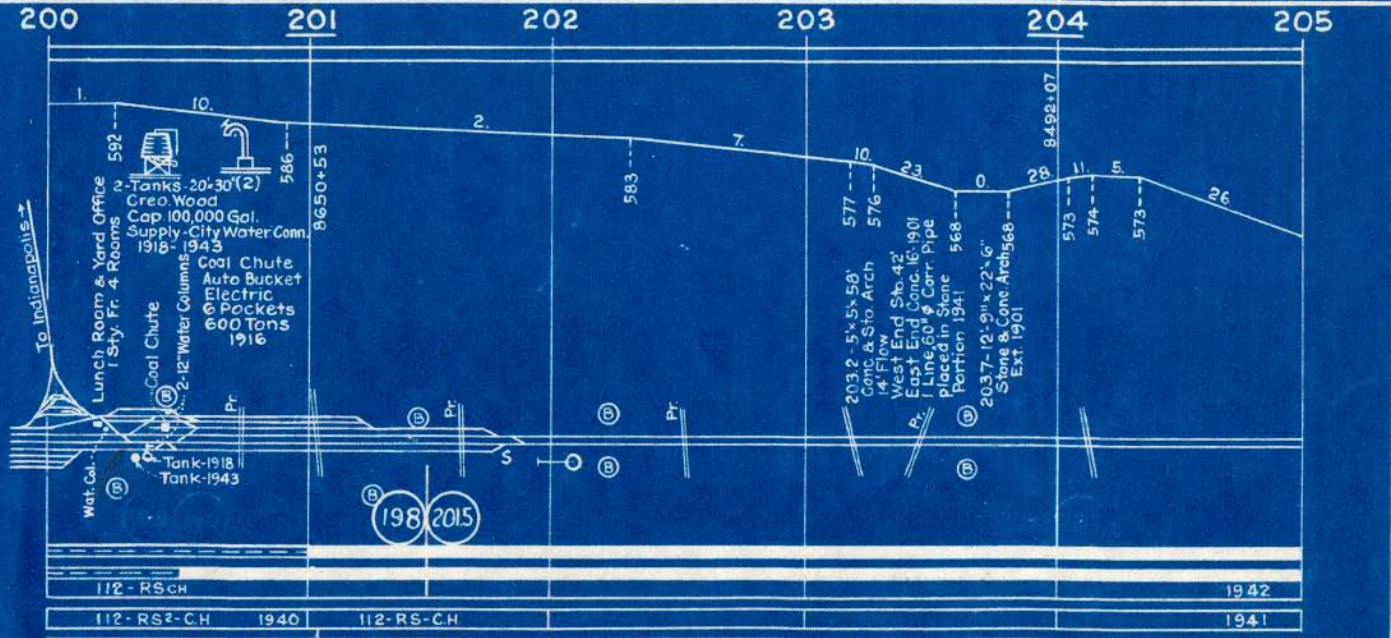 200 201 202 203 204 205
1. 10. 2. 7. 10. 23 0. 28 11. 5. 26
592
586
8650+53
583
577
576
568
568
8492+07
573
574
573
To Indianapolis
Lunch Room & Yard Office
1 Sty. Fr. 4 Rooms
2-Tanks-20'x30'(2)
Creo. Wood
Cap. 100,000 Gal.
Supply-City Water Conn.
1918-1943
Coal Chute
2-12" Water Columns
Coal Chute
Auto Bucket
Electric
6 Pockets
600 Tons
1916
203.2-5'x5'x58'
Conc. & Sto. Arch
14' Flow
West End Sto. 42'
East End Conc. 16'-1901
1 Line 60" ø Corr. Pipe
placed in Stone
Portion 1941
203.7-12'-9"x22'x6"
Stone & Conc. Arch
Ext. 1901
B
Pr.
B
Pr.
B
Pr.
Pr.
B
Wat. Col.
B
Tank-1918
Tank-1943
S
B
B
B
198 201.5
112-RSCH 1942
112-RS²-C.H 1940 112-RS-C.H 1941